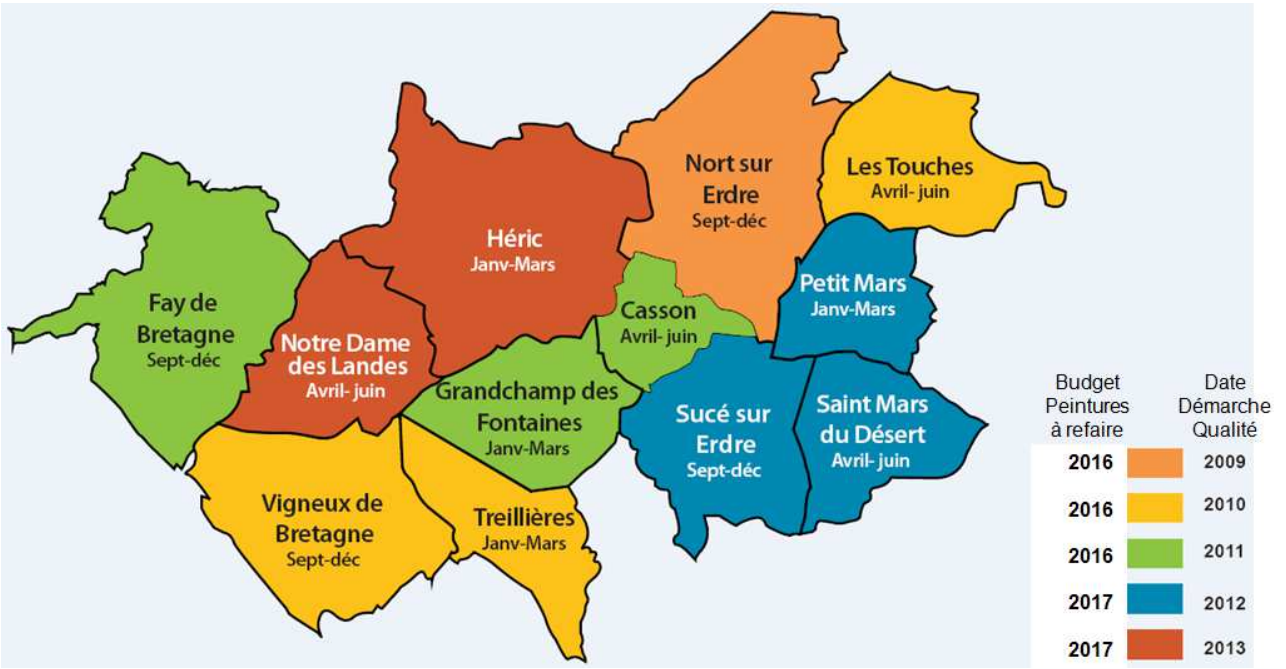 Nort sur
Erdre
Sept-déc
Les Touches
Avril- juin
Héric
Janv-Mars
Petit Mars
Janv-Mars
Fay de
Bretagne
Sept-déc
Casson
Avril- juin
Notre Dame
des Landes
Avril- juin
Grandchamp des
Fontaines
Janv-Mars
Sucé sur
Erdre
Sept-déc
Saint Mars
du Désert
Avril- juin
Vigneux de
Bretagne
Sept-déc
Treillières
Janv-Mars
Budget
Peintures
à refaire
Date
Démarche
Qualité
2016 2009
2016 2010
2016 2011
2017 2012
2017 2013